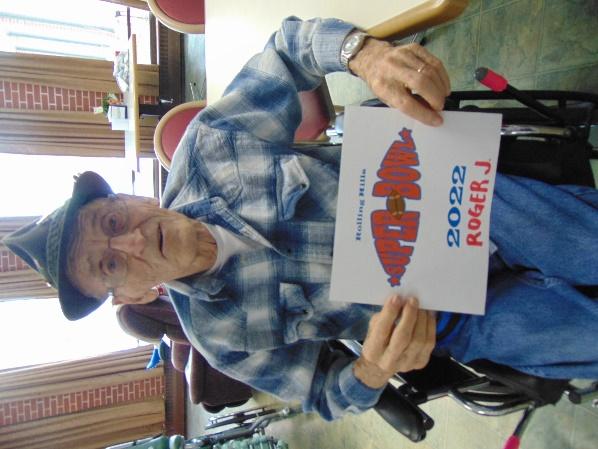 Rolling Hills
SUPER BOWL
2022
ROGER J.